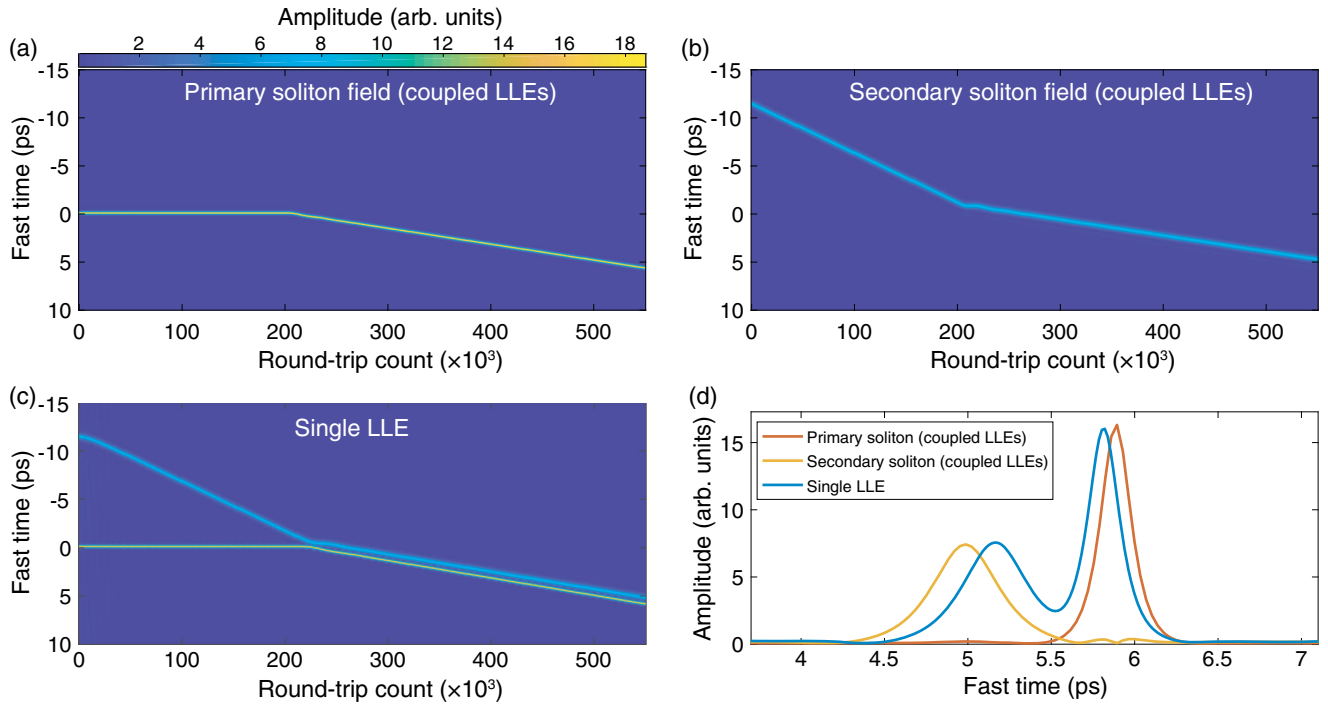 (a)
Amplitude (arb. units)
2 4 6 8 10 12 14 16 18
Primary soliton field (coupled LLEs)
-15
-10
-5
0
5
10
Fast time (ps)
0 100 200 300 400 500
Round-trip count (×10³)
(b)
Secondary soliton field (coupled LLEs)
-15
-10
-5
0
5
10
Fast time (ps)
0 100 200 300 400 500
Round-trip count (×10³)
(c)
Single LLE
-15
-10
-5
0
5
10
Fast time (ps)
0 100 200 300 400 500
Round-trip count (×10³)
(d)
Primary soliton (coupled LLEs)
Secondary soliton (coupled LLEs)
Single LLE
15
10
5
0
Amplitude (arb. units)
4 4.5 5 5.5 6 6.5 7
Fast time (ps)